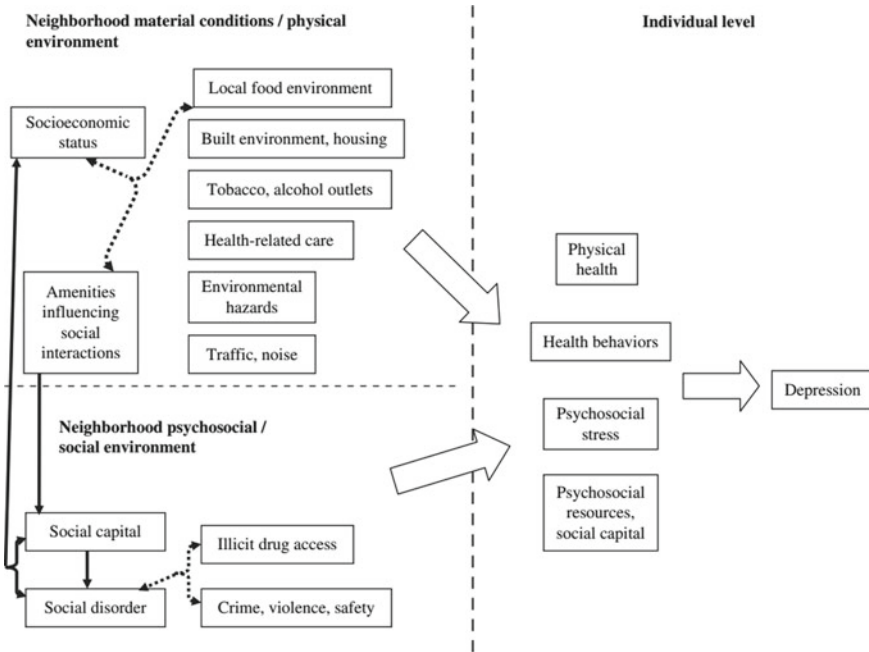 Neighborhood material conditions / physical
environment
Individual level
Local food environment
Socioeconomic
status
Built environment, housing
Tobacco, alcohol outlets
Health-related care
Amenities
influencing
social
interactions
Environmental
hazards
Traffic, noise
Physical
health
Health behaviors
Depression
Psychosocial
stress
Psychosocial
resources,
social capital
Neighborhood psychosocial /
social environment
Social capital
Illicit drug access
Social disorder
Crime, violence, safety